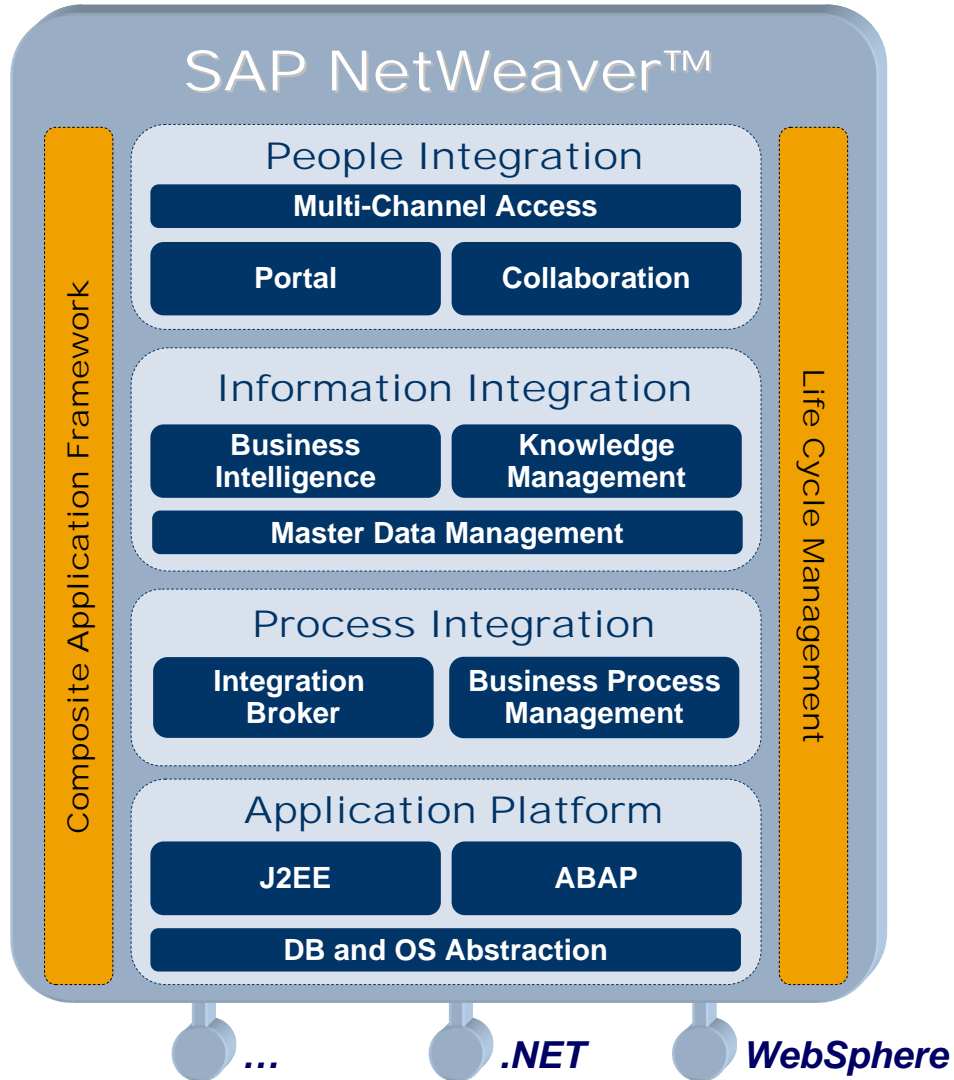 SAP NetWeaver™
Composite Application Framework
People Integration
Multi-Channel Access
Portal
Collaboration
Information Integration
Business
Intelligence
Knowledge
Management
Master Data Management
Process Integration
Integration
Broker
Business Process
Management
Application Platform
J2EE
ABAP
DB and OS Abstraction
Life Cycle Management
...
.NET
WebSphere